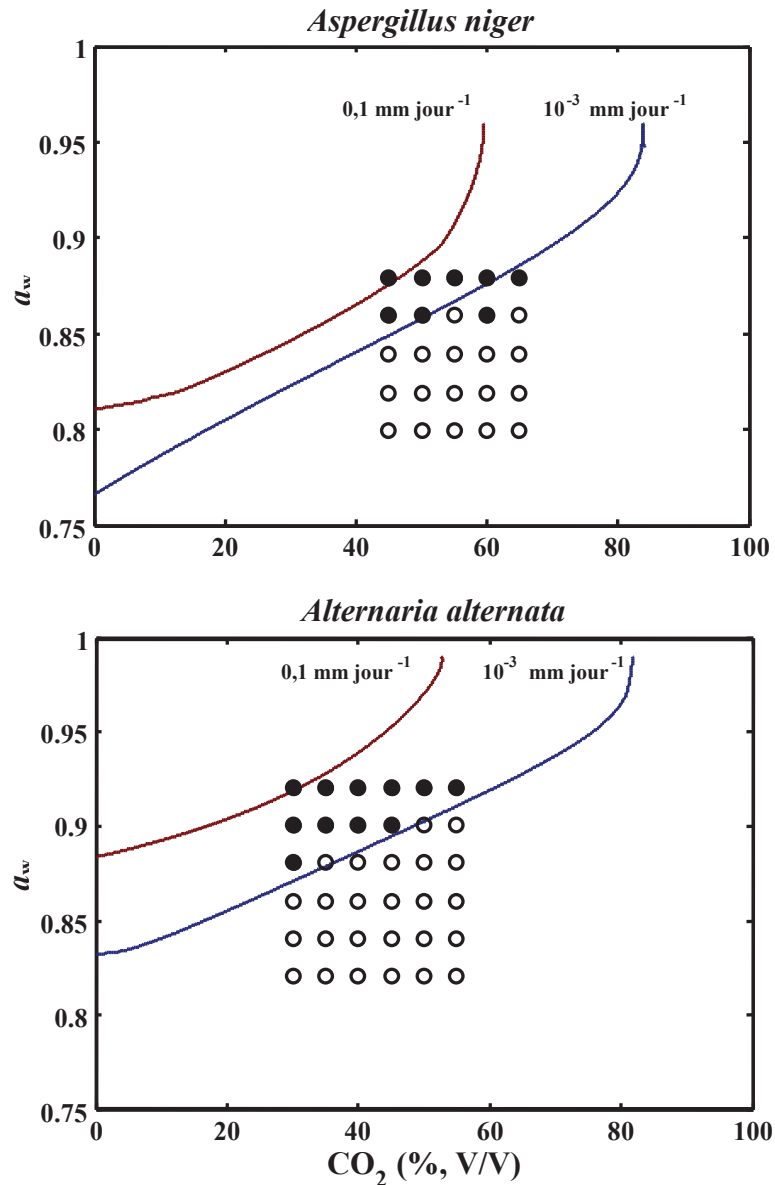 Aspergillus niger
1
0,1 mm jour -1
10-3 mm jour -1
0.95
0.9
aw
0.85
0.8
0.75
0 20 40 60 80 100
Alternaria alternata
1
0,1 mm jour -1
10-3 mm jour -1
0.95
0.9
aw
0.85
0.8
0.75
0 20 40 60 80 100
CO2 (%, V/V)